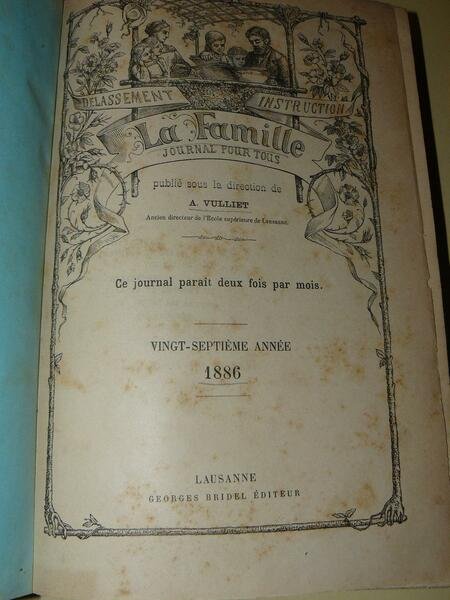 DÉLASSEMENT
INSTRUCTION
La Famille
JOURNAL POUR TOUS
publié sous la direction de
A. VULLIET
Ancien directeur de l'École supérieure de Lausanne.
Ce journal paraît deux fois par mois.
VINGT-SEPTIÈME ANNÉE
1886
LAUSANNE
GEORGES BRIDEL ÉDITEUR